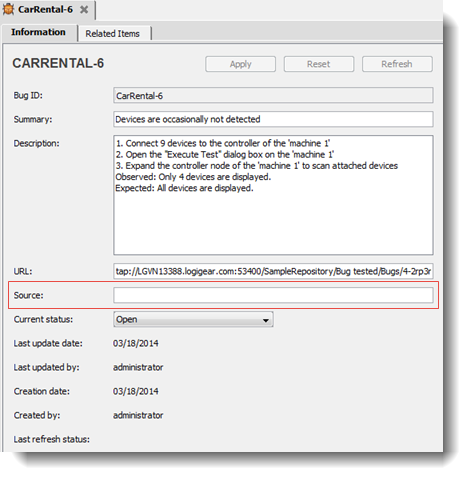 CarRental-6
Information Related Items
CARRENTAL-6 Apply Reset Refresh
Bug ID: CarRental-6
Summary: Devices are occasionally not detected
Description: 1. Connect 9 devices to the controller of the 'machine 1'
2. Open the "Execute Test" dialog box on the 'machine 1'
3. Expand the controller node of the 'machine 1' to scan attached devices
Observed: Only 4 devices are displayed.
Expected: All devices are displayed.
URL: tap://LGVN13388.logigear.com:53400/SampleRepository/Bug tested/Bugs/4-2rp3r
Source:
Current status: Open
Last update date: 03/18/2014
Last updated by: administrator
Creation date: 03/18/2014
Created by: administrator
Last refresh status: